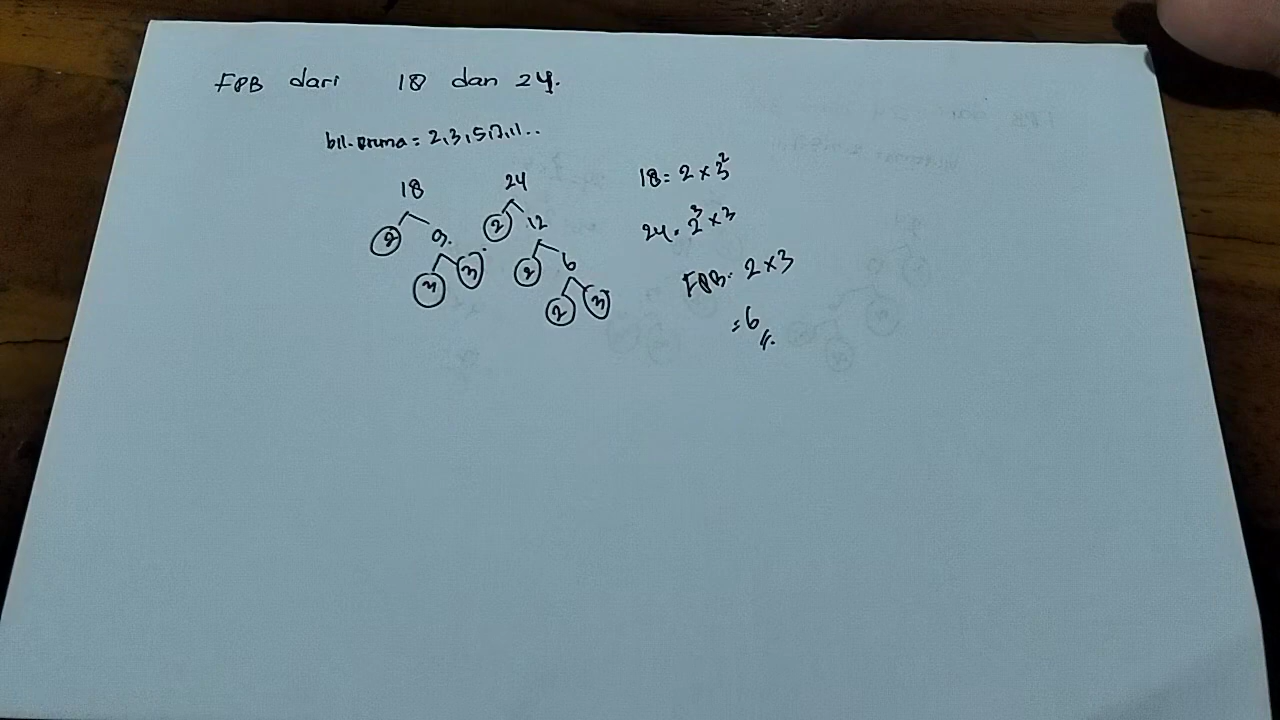 FPB dari 18 dan 24.
bil. prima = 2, 3, 5, 7, 11..
18 24
2 9. 2 12
3 3 2 6
2 3
18 = 2 × 3²
24 = 2³ × 3
FPB = 2 × 3
= 6